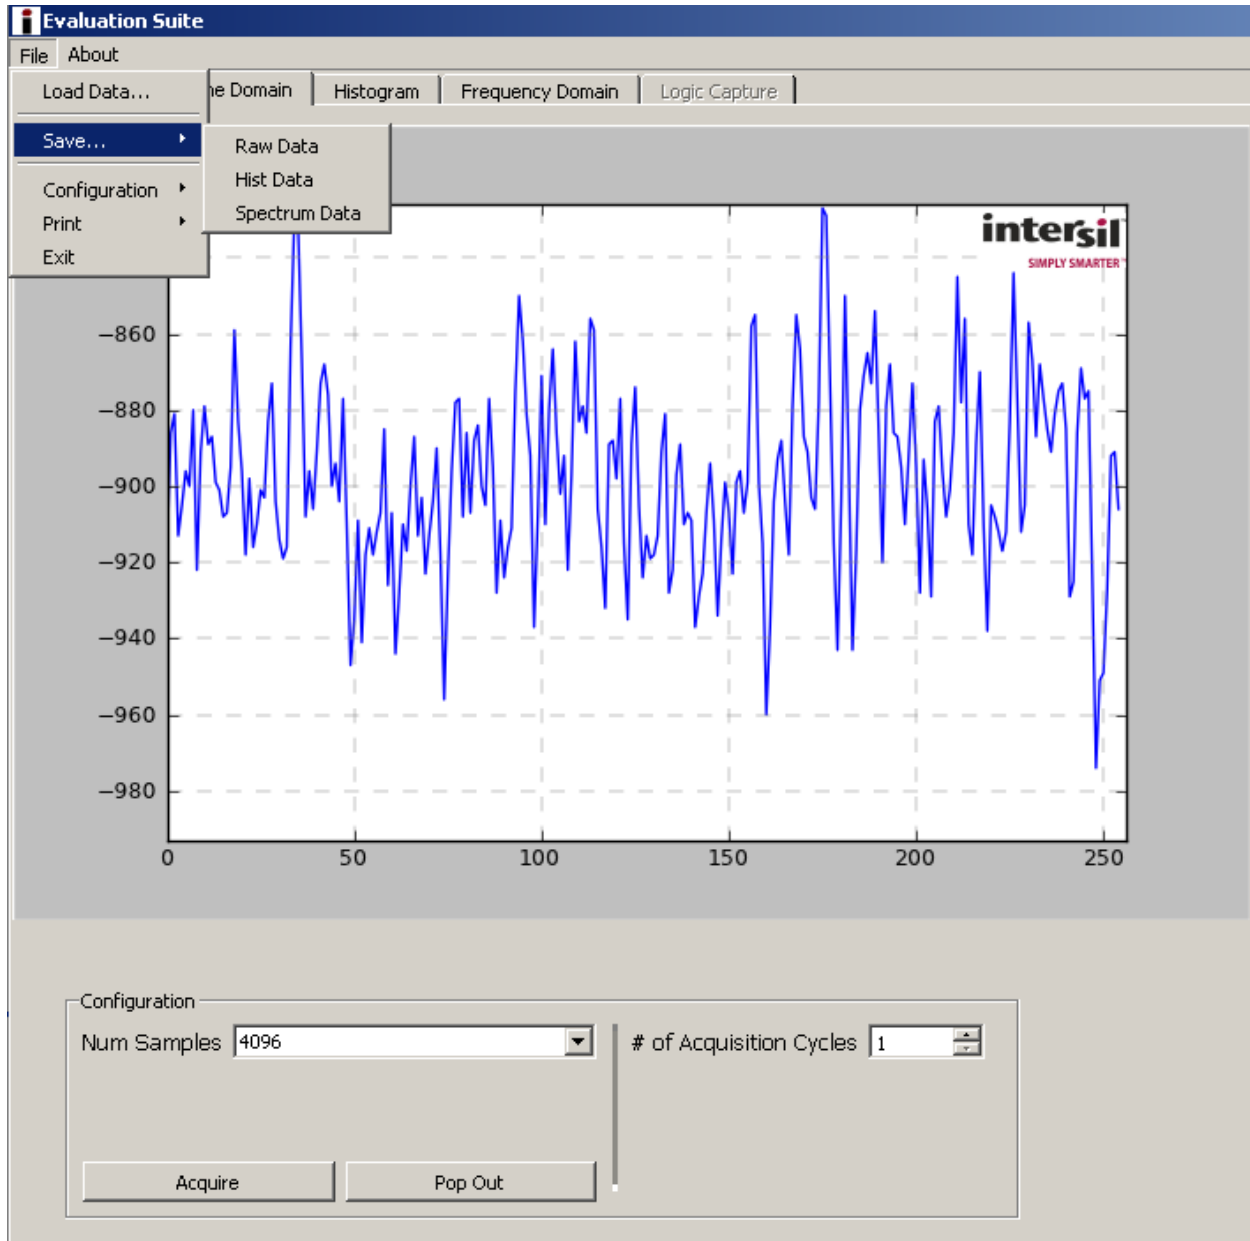 Evaluation Suite
File About
Load Data...
Save...
Configuration
Print
Exit
Raw Data
Hist Data
Spectrum Data
ne Domain Histogram Frequency Domain Logic Capture
intersil
SIMPLY SMARTER™
−860
−880
−900
−920
−940
−960
−980
0 50 100 150 200 250
Configuration
Num Samples 4096 # of Acquisition Cycles 1
Acquire Pop Out